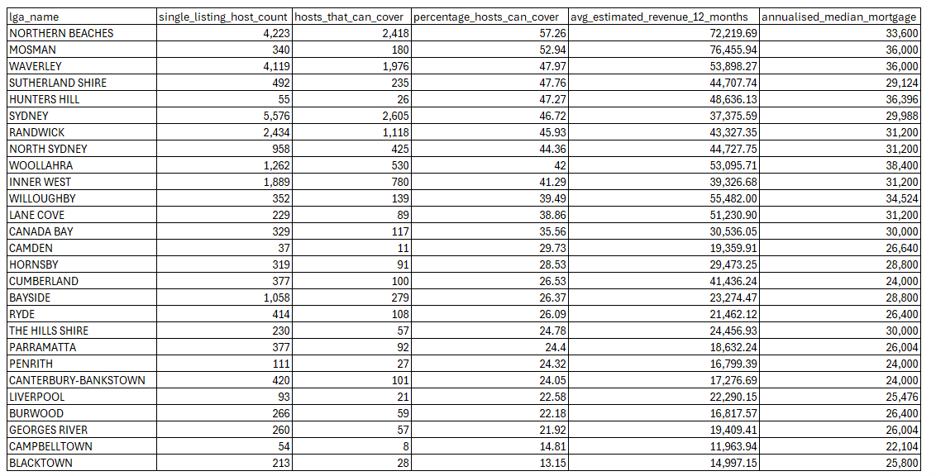 lga_name single_listing_host_count hosts_that_can_cover percentage_hosts_can_cover avg_estimated_revenue_12_months annualised_median_mortgage
NORTHERN BEACHES 4,223 2,418 57.26 72,219.69 33,600
MOSMAN 340 180 52.94 76,455.94 36,000
WAVERLEY 4,119 1,976 47.97 53,898.27 36,000
SUTHERLAND SHIRE 492 235 47.76 44,707.74 29,124
HUNTERS HILL 55 26 47.27 48,636.13 36,396
SYDNEY 5,576 2,605 46.72 37,375.59 29,988
RANDWICK 2,434 1,118 45.93 43,327.35 31,200
NORTH SYDNEY 958 425 44.36 44,727.75 31,200
WOOLLAHRA 1,262 530 42 53,095.71 38,400
INNER WEST 1,889 780 41.29 39,326.68 31,200
WILLOUGHBY 352 139 39.49 55,482.00 34,524
LANE COVE 229 89 38.86 51,230.90 31,200
CANADA BAY 329 117 35.56 30,536.05 30,000
CAMDEN 37 11 29.73 19,359.91 26,640
HORNSBY 319 91 28.53 29,473.25 28,800
CUMBERLAND 377 100 26.53 41,436.24 24,000
BAYSIDE 1,058 279 26.37 23,274.47 28,800
RYDE 414 108 26.09 21,462.12 26,400
THE HILLS SHIRE 230 57 24.78 24,456.93 30,000
PARRAMATTA 377 92 24.4 18,632.24 26,004
PENRITH 111 27 24.32 16,799.39 24,000
CANTERBURY-BANKSTOWN 420 101 24.05 17,276.69 24,000
LIVERPOOL 93 21 22.58 22,290.15 25,476
BURWOOD 266 59 22.18 16,817.57 26,400
GEORGES RIVER 260 57 21.92 19,409.41 26,004
CAMPBELLTOWN 54 8 14.81 11,963.94 22,104
BLACKTOWN 213 28 13.15 14,997.15 25,800